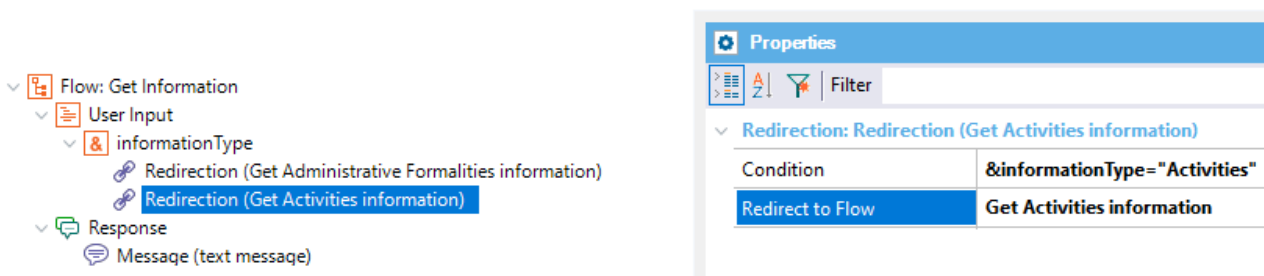 Flow: Get Information
User Input
& informationType
Redirection (Get Administrative Formalities information)
Redirection (Get Activities information)
Response
Message (text message)
Properties
A
Z
Filter
Redirection: Redirection (Get Activities information)
Condition &informationType="Activities"
Redirect to Flow Get Activities information